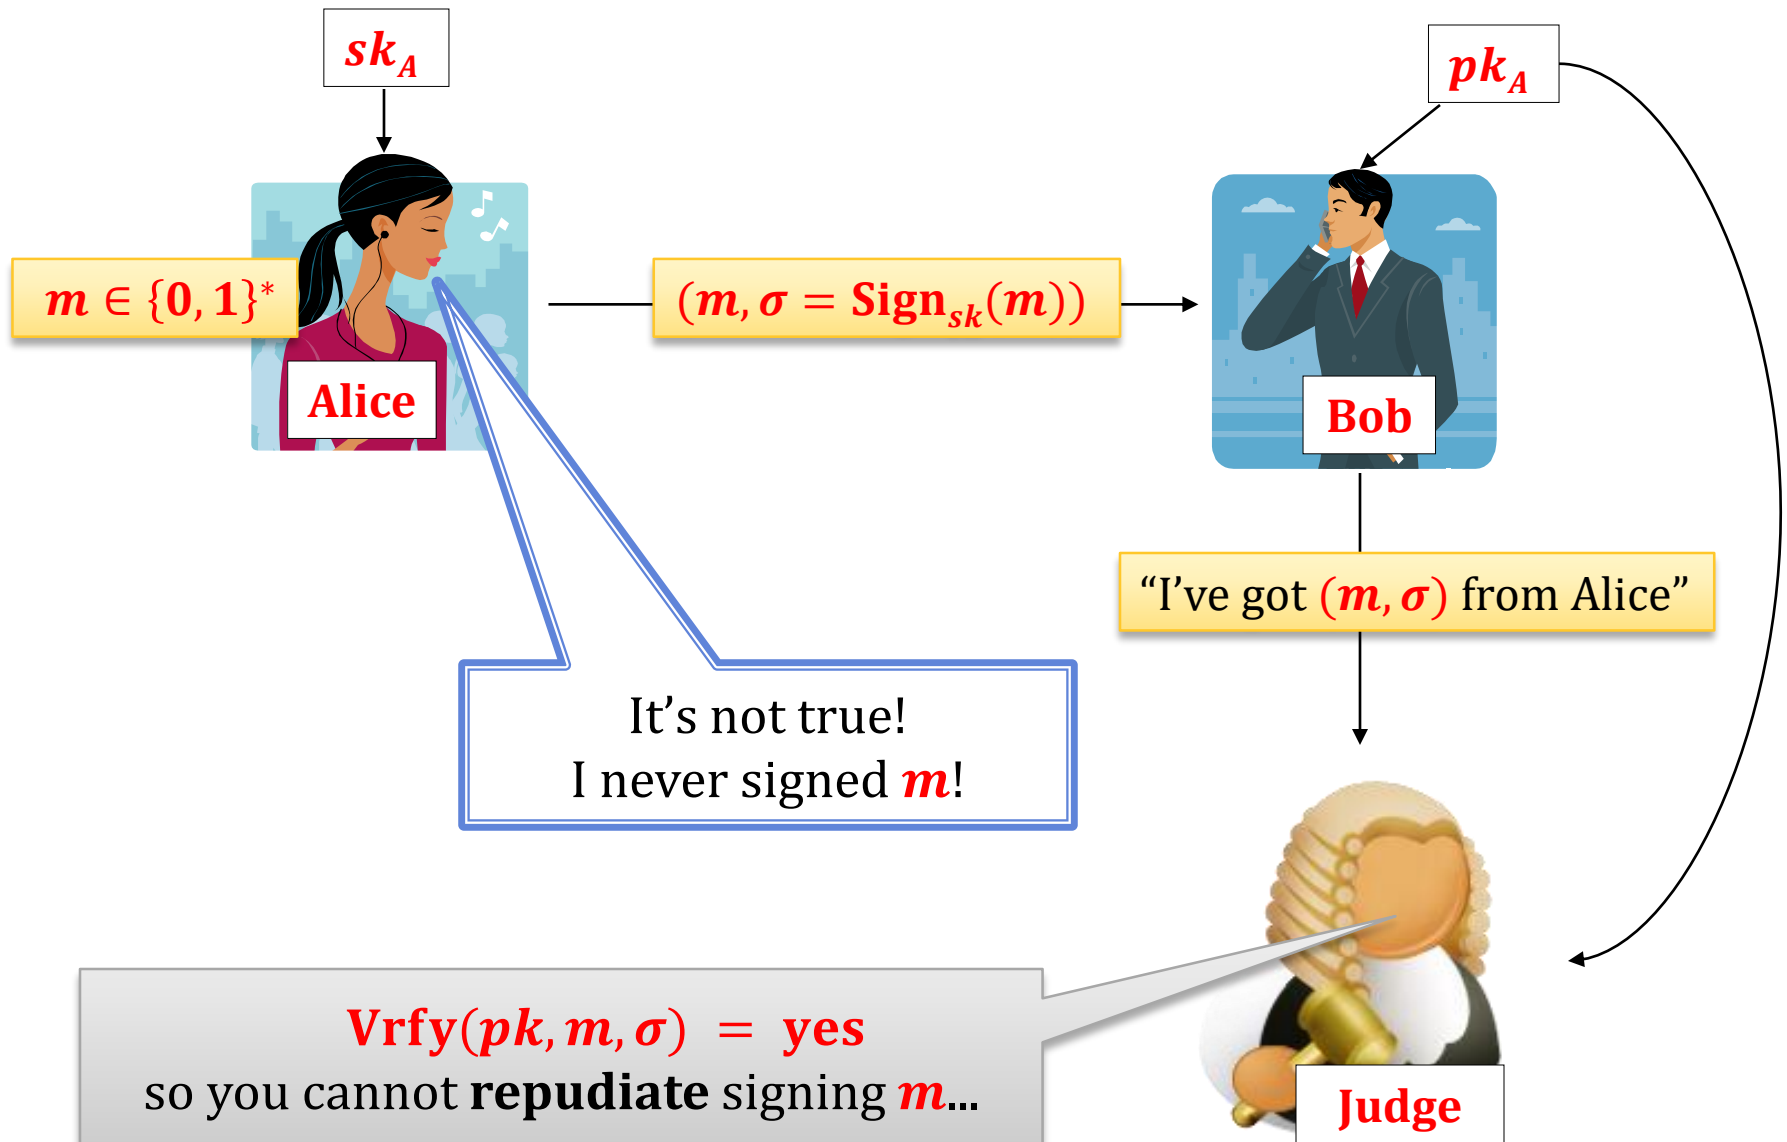 sk_A
pk_A
m ∈ {0, 1}*
(m, σ = Sign_sk(m))
Alice
Bob
“I’ve got (m, σ) from Alice”
It’s not true!
I never signed m!
Vrfy(pk, m, σ) = yes
so you cannot repudiate signing m...
Judge